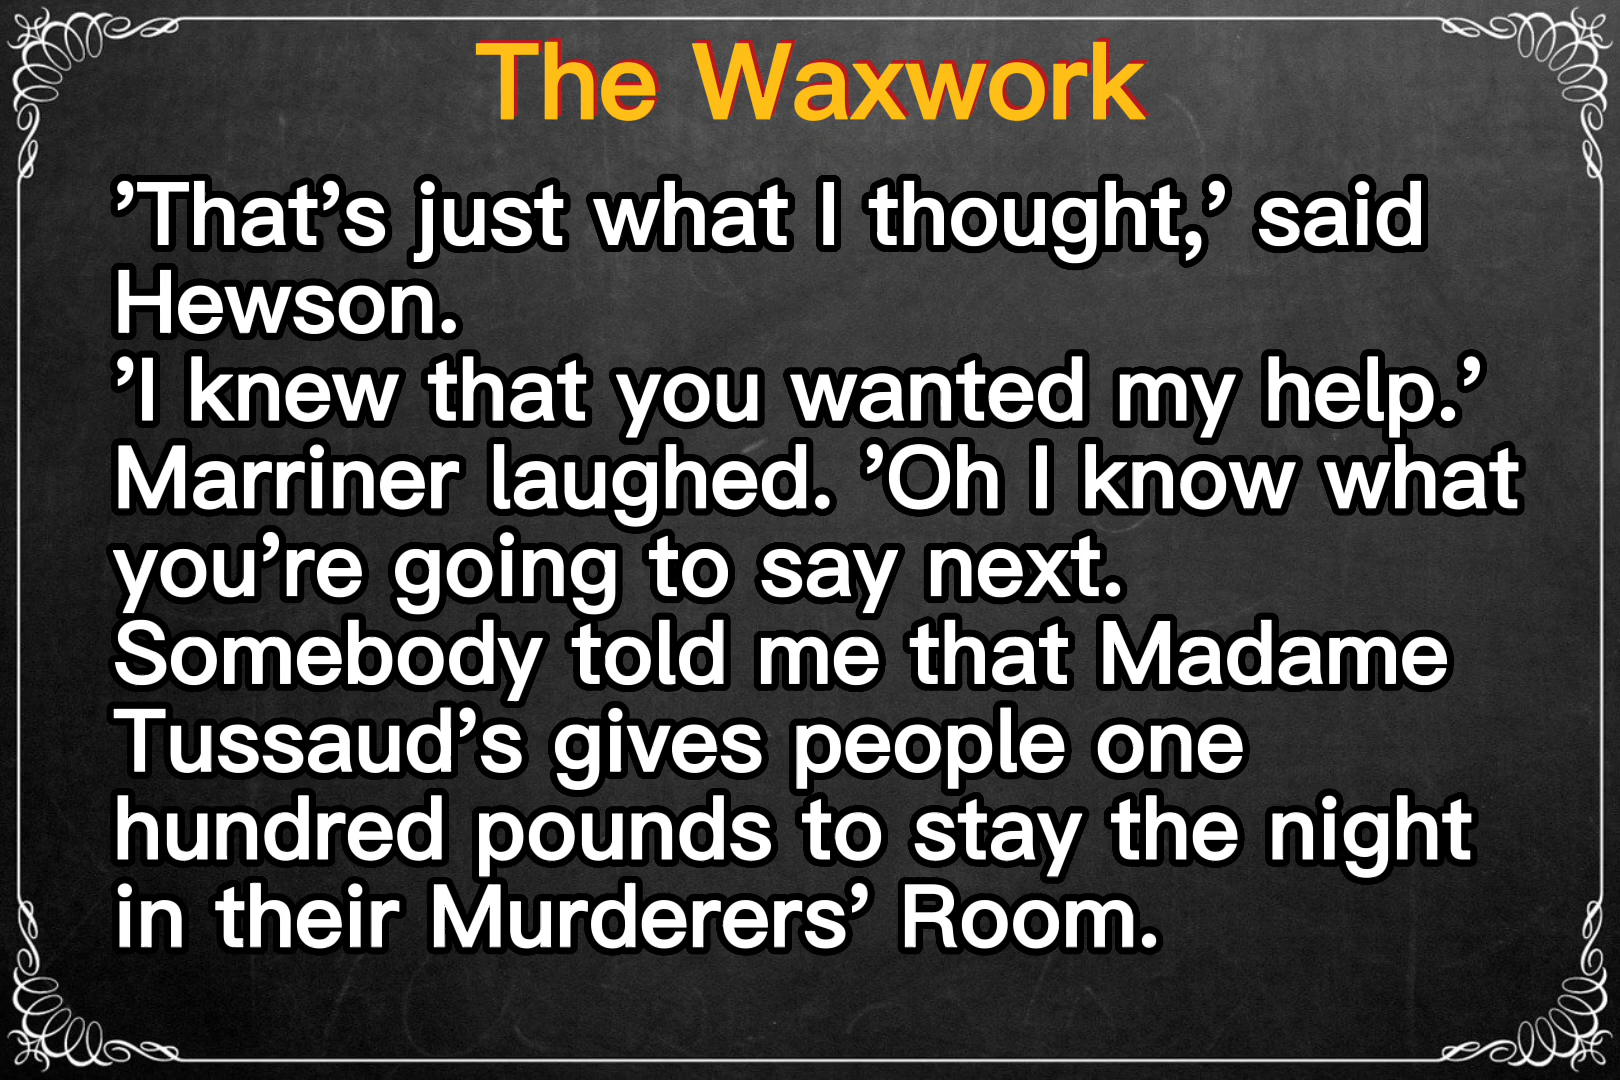 The Waxwork
’That’s just what I thought,’ said
Hewson.
’I knew that you wanted my help.’
Marriner laughed. ’Oh I know what
you’re going to say next.
Somebody told me that Madame
Tussaud’s gives people one
hundred pounds to stay the night
in their Murderers’ Room.